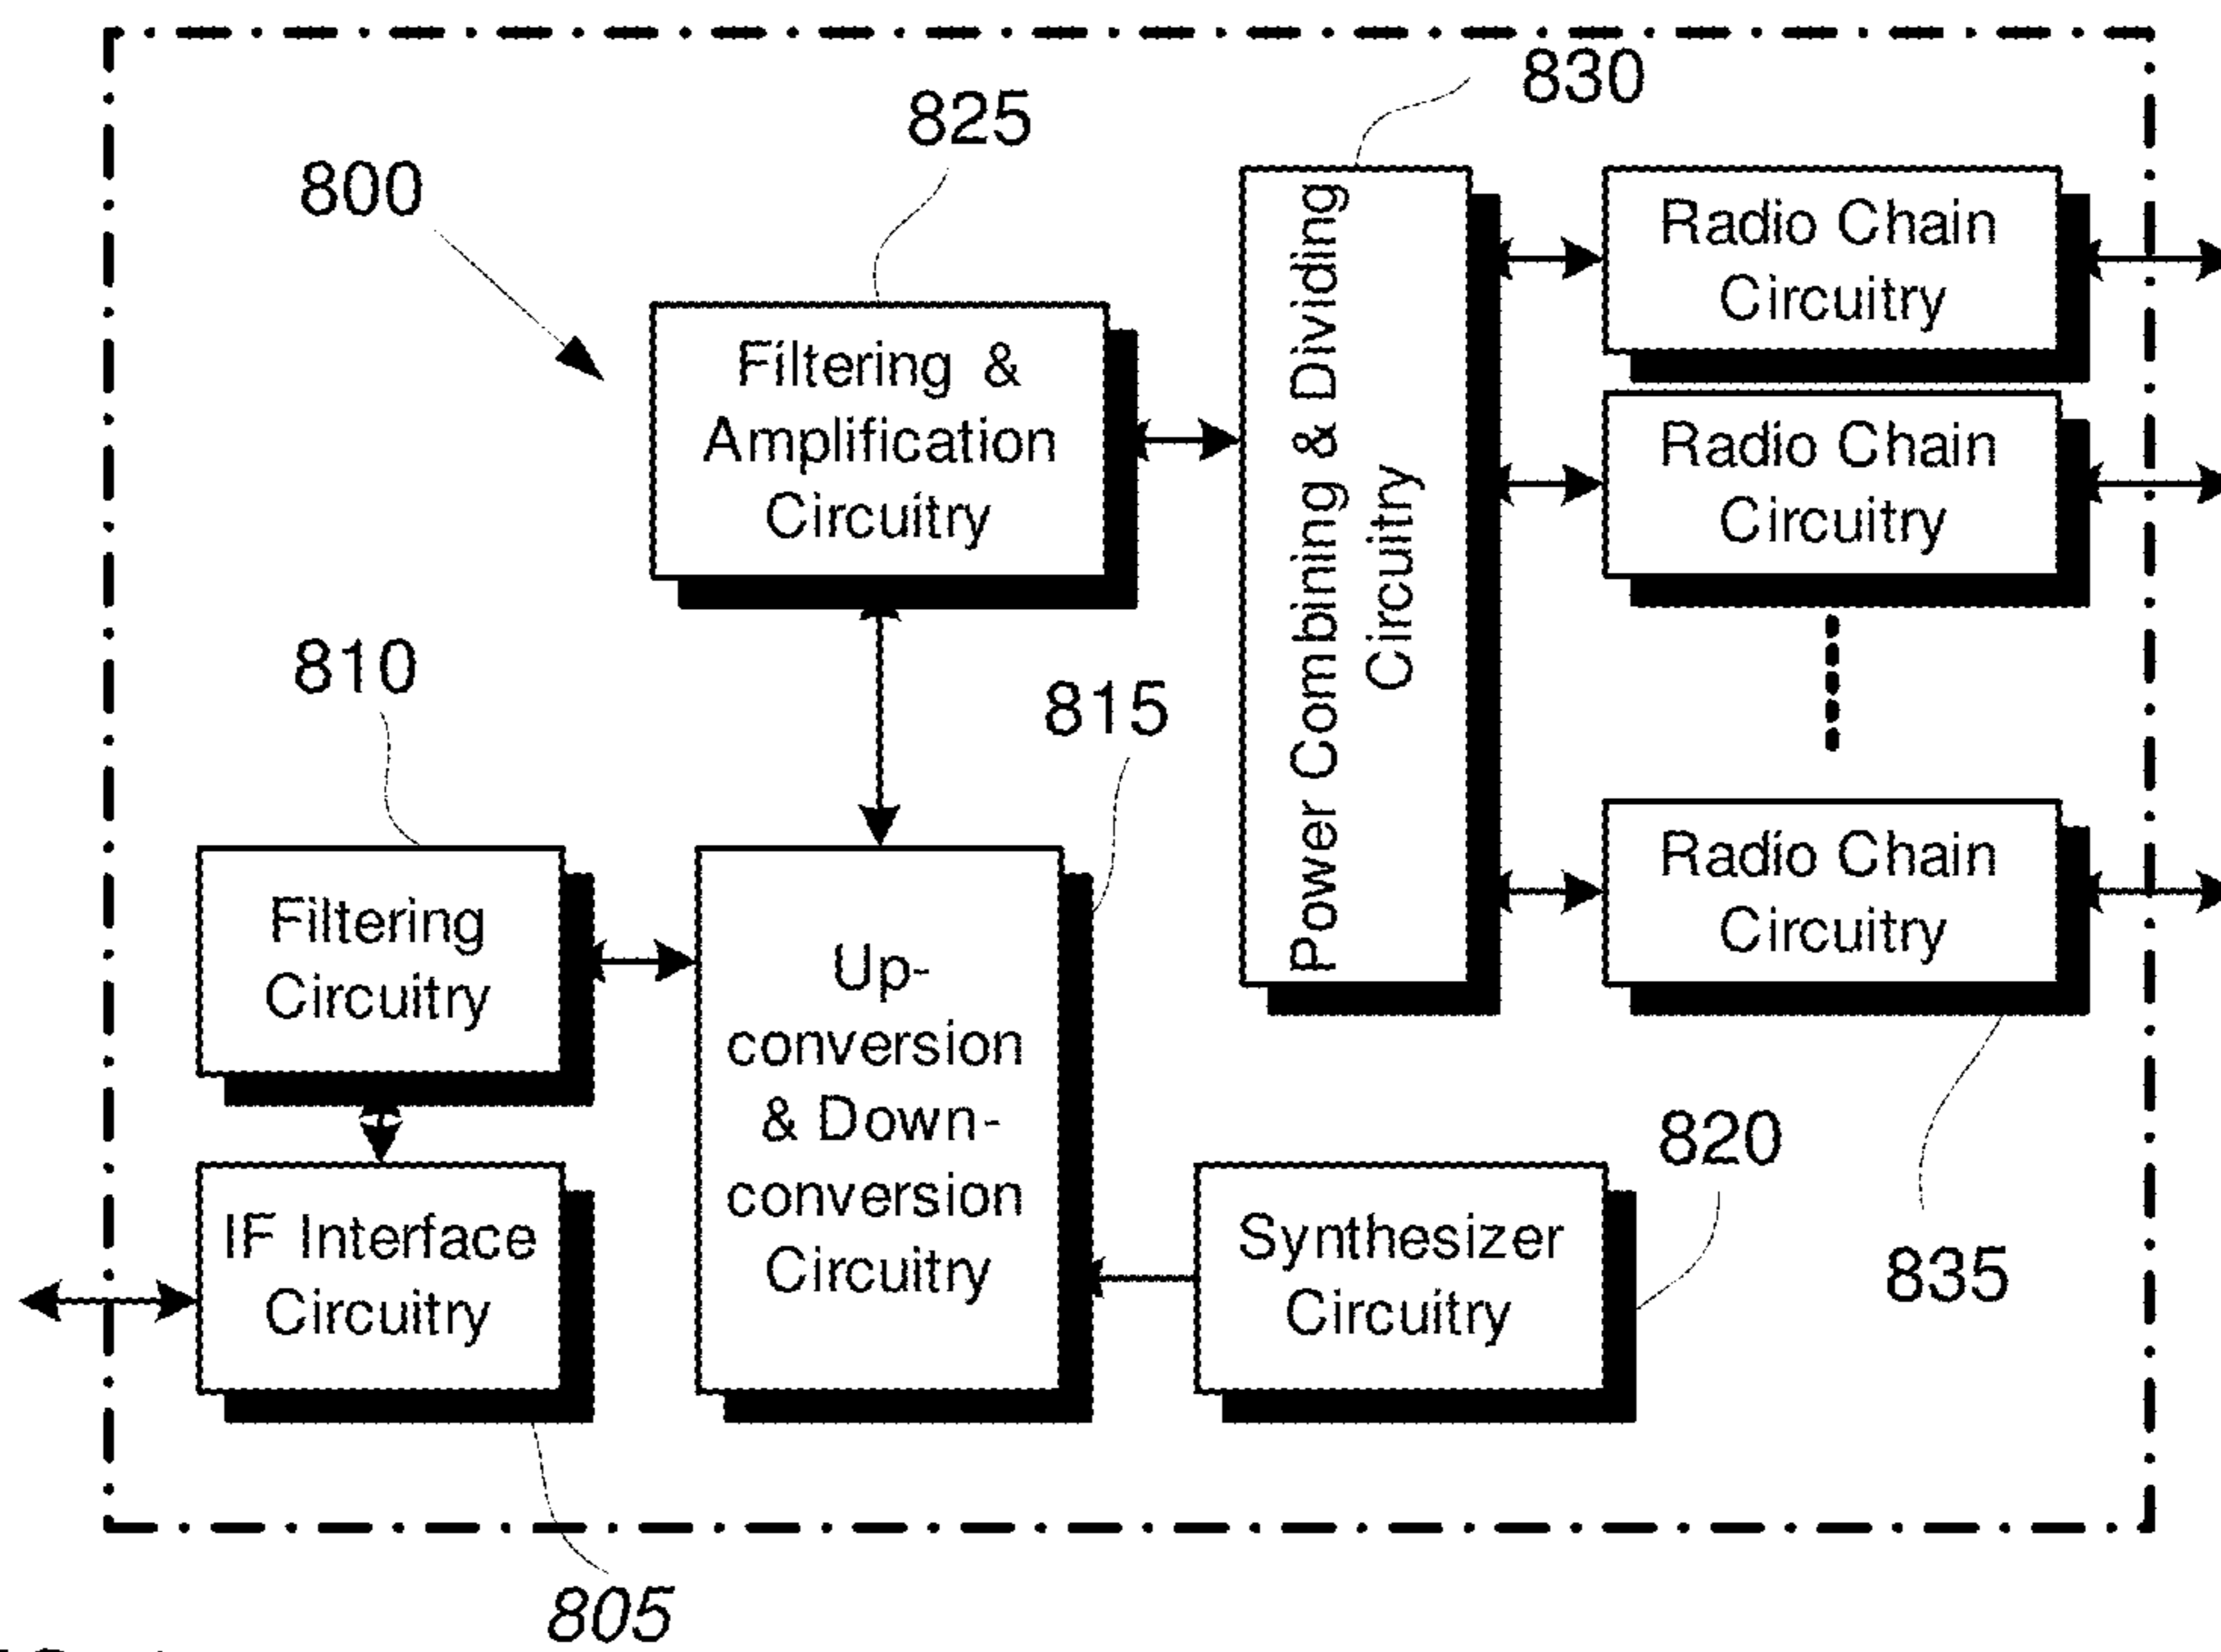 830
825
800
Radio Chain
Circuitry
Filtering &
Amplification
Circuitry
Power Combining & Dividing
Circuitry
Radio Chain
Circuitry
810
815
Radio Chain
Circuitry
Filtering
Circuitry
Up-
conversion
& Down-
conversion
Circuitry
820
835
IF Interface
Circuitry
Synthesizer
Circuitry
805